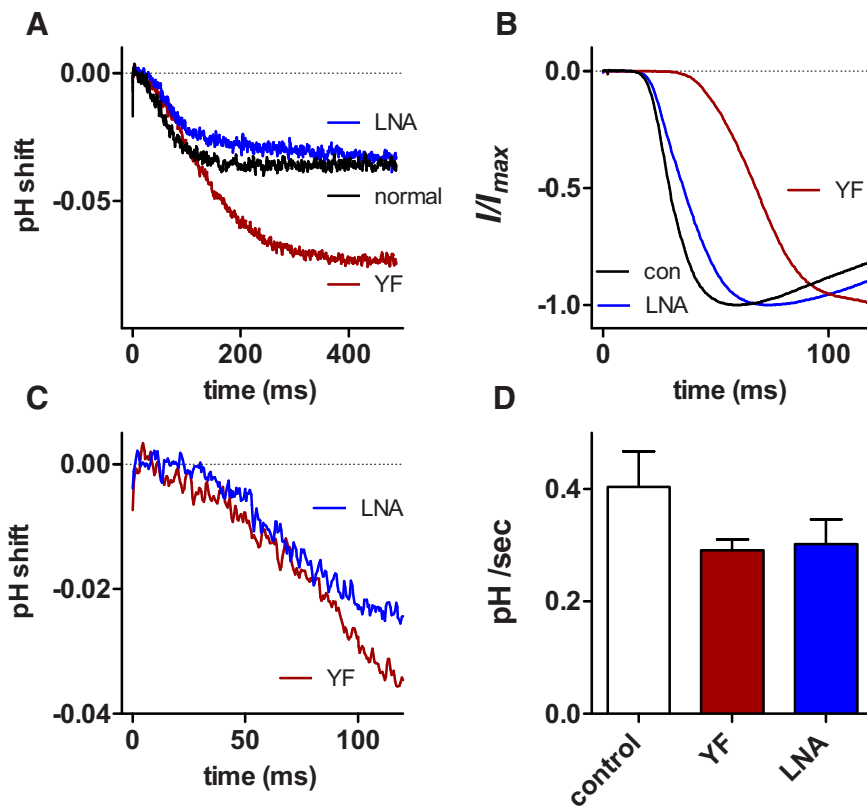 A
0.00
-0.05
pH shift
LNA
normal
YF
0
200
400
time (ms)
B
0.0
-0.5
-1.0
I/Imax
YF
con
LNA
0
100
time (ms)
C
0.00
-0.02
-0.04
pH shift
LNA
YF
0
50
100
time (ms)
D
0.4
0.2
0.0
pH /sec
control
YF
LNA